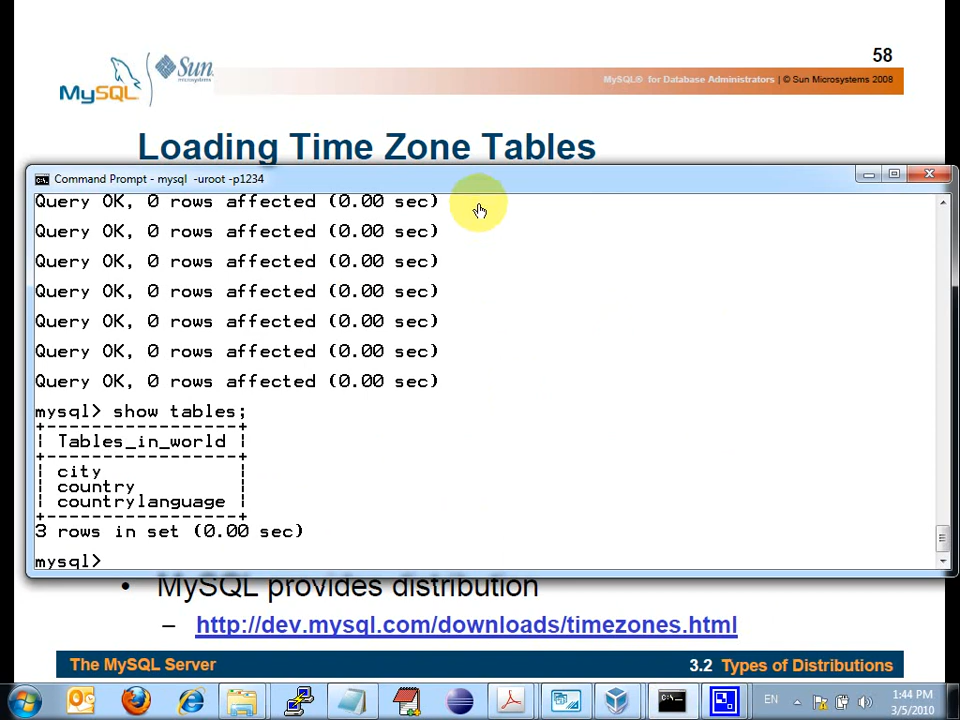 58
MySQL
Sun
microsystems
MySQL® for Database Administrators | © Sun Microsystems 2008
Loading Time Zone Tables
Command Prompt - mysql -uroot -p1234
Query OK, 0 rows affected (0.00 sec)
Query OK, 0 rows affected (0.00 sec)
Query OK, 0 rows affected (0.00 sec)
Query OK, 0 rows affected (0.00 sec)
Query OK, 0 rows affected (0.00 sec)
Query OK, 0 rows affected (0.00 sec)
Query OK, 0 rows affected (0.00 sec)
mysql> show tables;
+-----------------+
| Tables_in_world |
+-----------------+
| city            |
| country         |
| countrylanguage |
+-----------------+
3 rows in set (0.00 sec)
mysql>
• MySQL provides distribution
– http://dev.mysql.com/downloads/timezones.html
The MySQL Server
3.2 Types of Distributions
EN
1:44 PM
3/5/2010